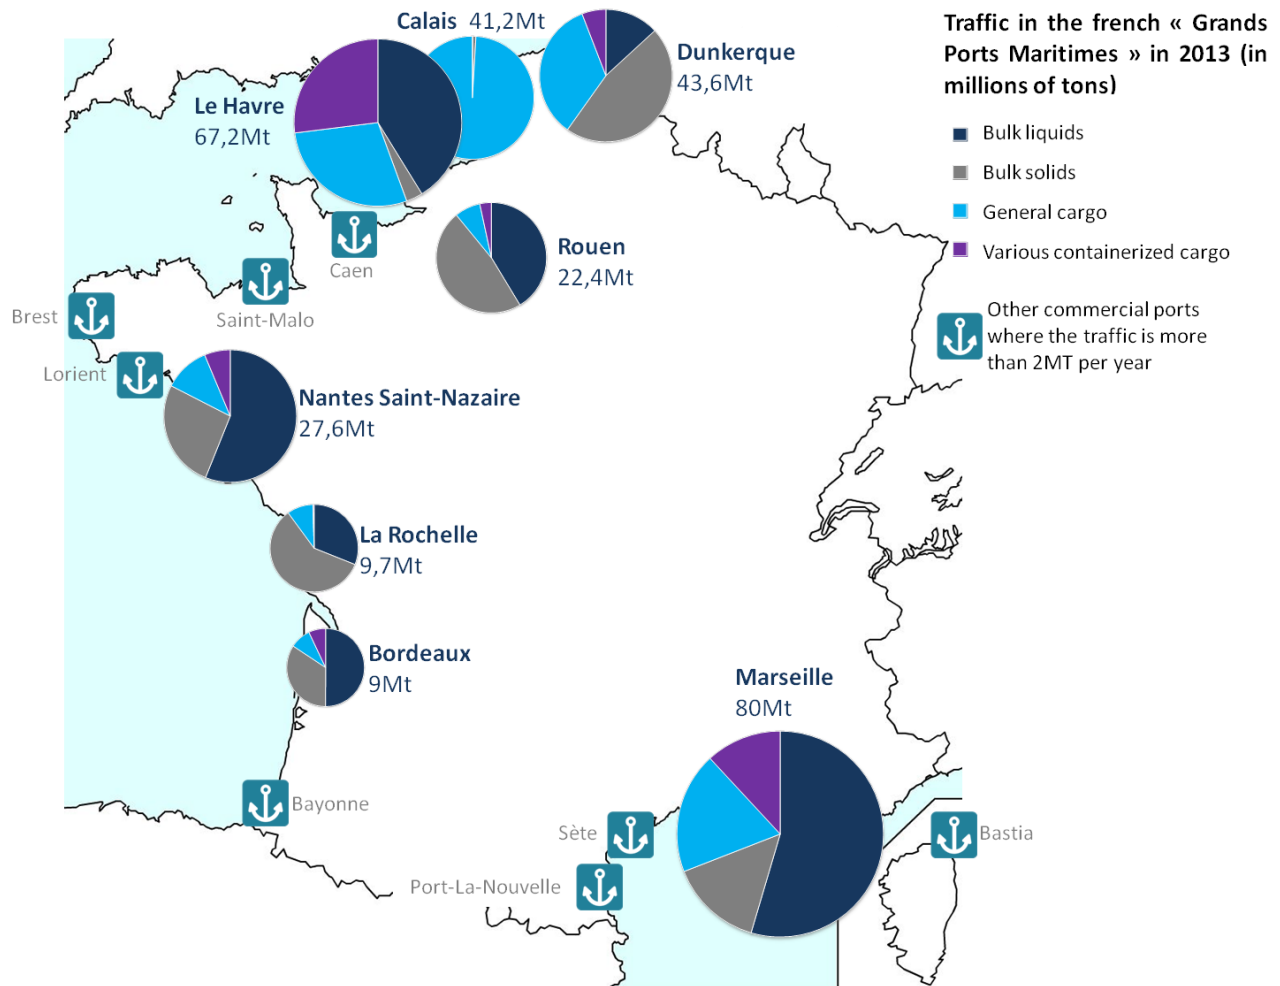 Calais 41,2Mt
Dunkerque
43,6Mt
Le Havre
67,2Mt
Rouen
22,4Mt
Caen
Saint-Malo
Brest
Lorient
Nantes Saint-Nazaire
27,6Mt
La Rochelle
9,7Mt
Bordeaux
9Mt
Marseille
80Mt
Bayonne
Sète
Bastia
Port-La-Nouvelle
Traffic in the french « Grands
Ports Maritimes » in 2013 (in
millions of tons)
Bulk liquids
Bulk solids
General cargo
Various containerized cargo
Other commercial ports
where the traffic is more
than 2MT per year